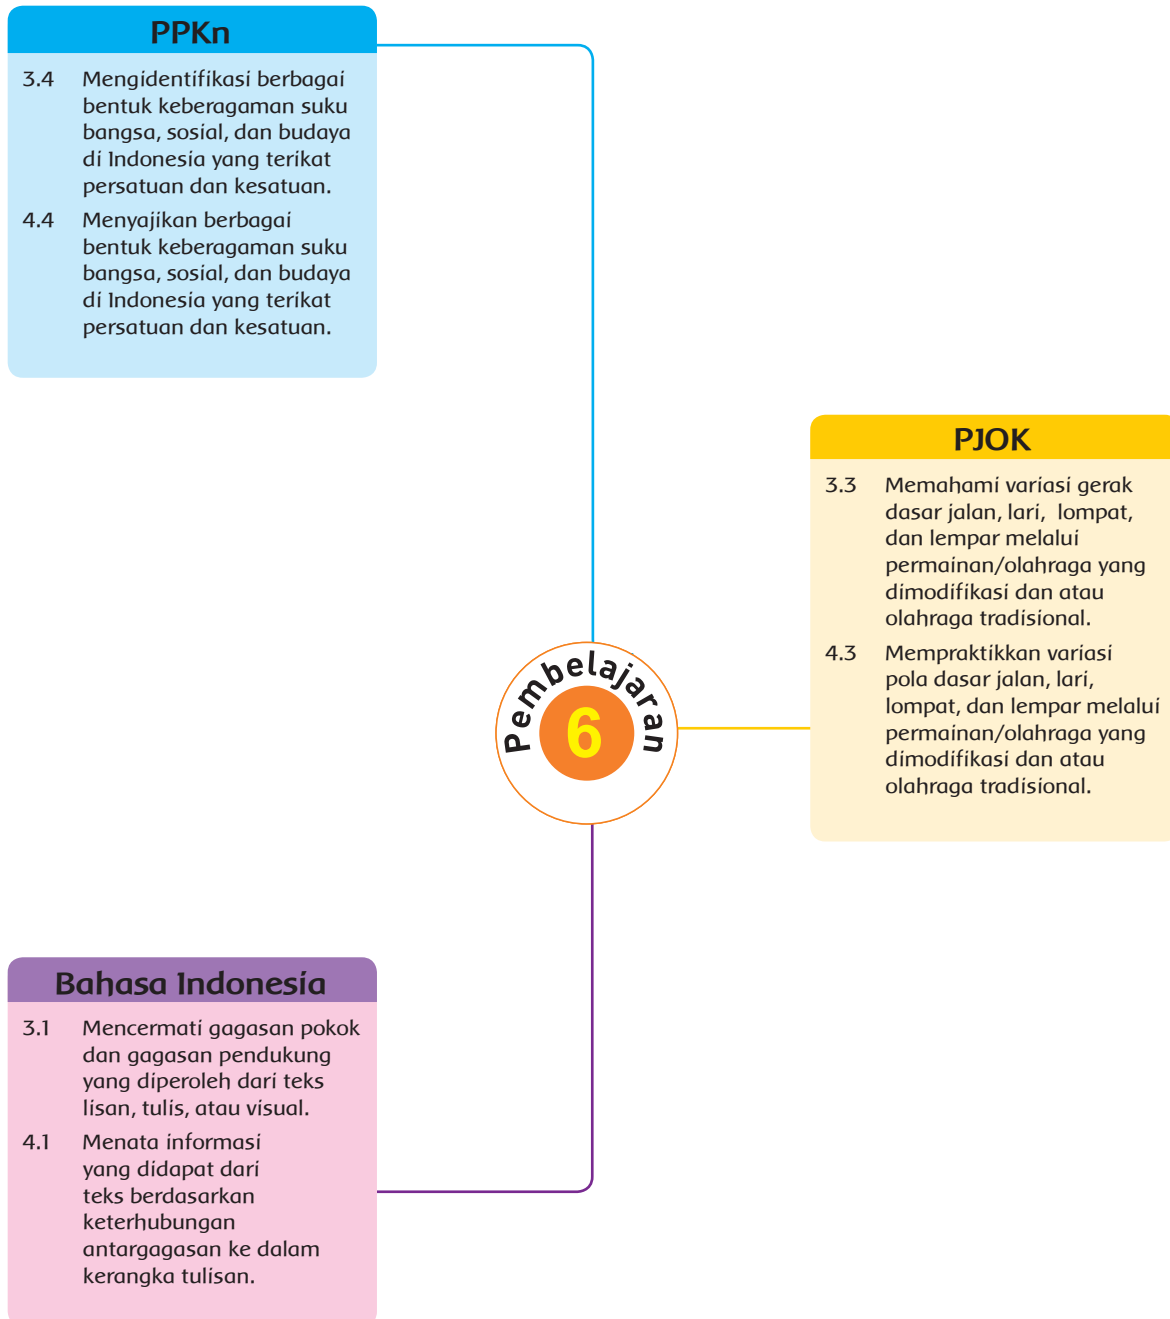 PPKn
3.4 Mengidentifikasi berbagai
bentuk keberagaman suku
bangsa, sosial, dan budaya
di Indonesia yang terikat
persatuan dan kesatuan.
4.4 Menyajikan berbagai
bentuk keberagaman suku
bangsa, sosial, dan budaya
di Indonesia yang terikat
persatuan dan kesatuan.
PJOK
3.3 Memahami variasi gerak
dasar jalan, lari, lompat,
dan lempar melalui
permainan/olahraga yang
dimodifikasi dan atau
olahraga tradisional.
4.3 Mempraktikkan variasi
pola dasar jalan, lari,
lompat, dan lempar melalui
permainan/olahraga yang
dimodifikasi dan atau
olahraga tradisional.
Pembelajaran
6
Bahasa Indonesia
3.1 Mencermati gagasan pokok
dan gagasan pendukung
yang diperoleh dari teks
lisan, tulis, atau visual.
4.1 Menata informasi
yang didapat dari
teks berdasarkan
keterhubungan
antargagasan ke dalam
kerangka tulisan.